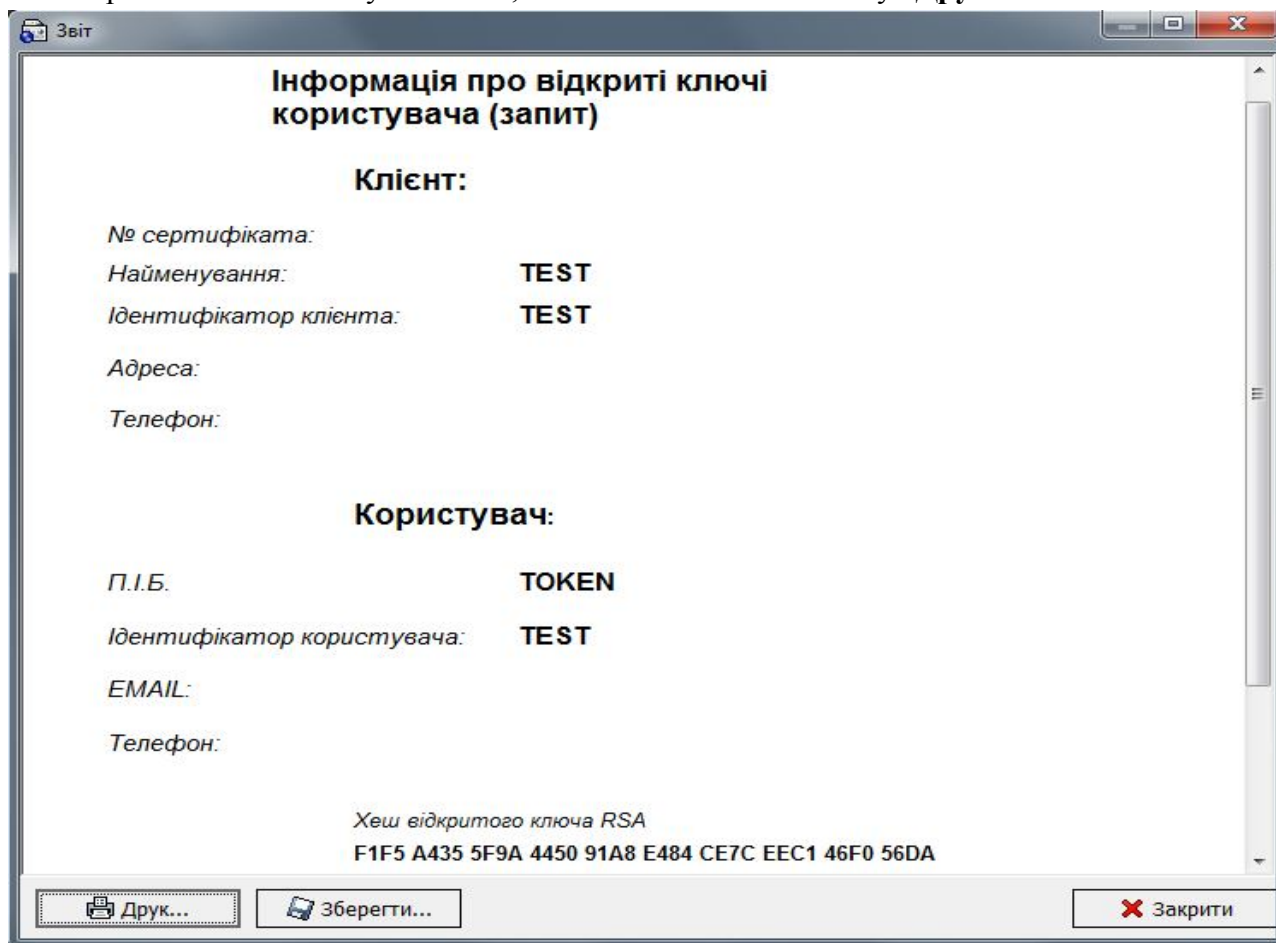 Звіт
Інформація про відкриті ключі
користувача (запит)
Клієнт:
№ сертифіката:
Найменування: TEST
Ідентифікатор клієнта: TEST
Адреса:
Телефон:
Користувач:
П.І.Б. TOKEN
Ідентифікатор користувача: TEST
EMAIL:
Телефон:
Хеш відкритого ключа RSA
F1F5 A435 5F9A 4450 91A8 E484 CE7C EEC1 46F0 56DA
Друк... Зберегти... Закрити